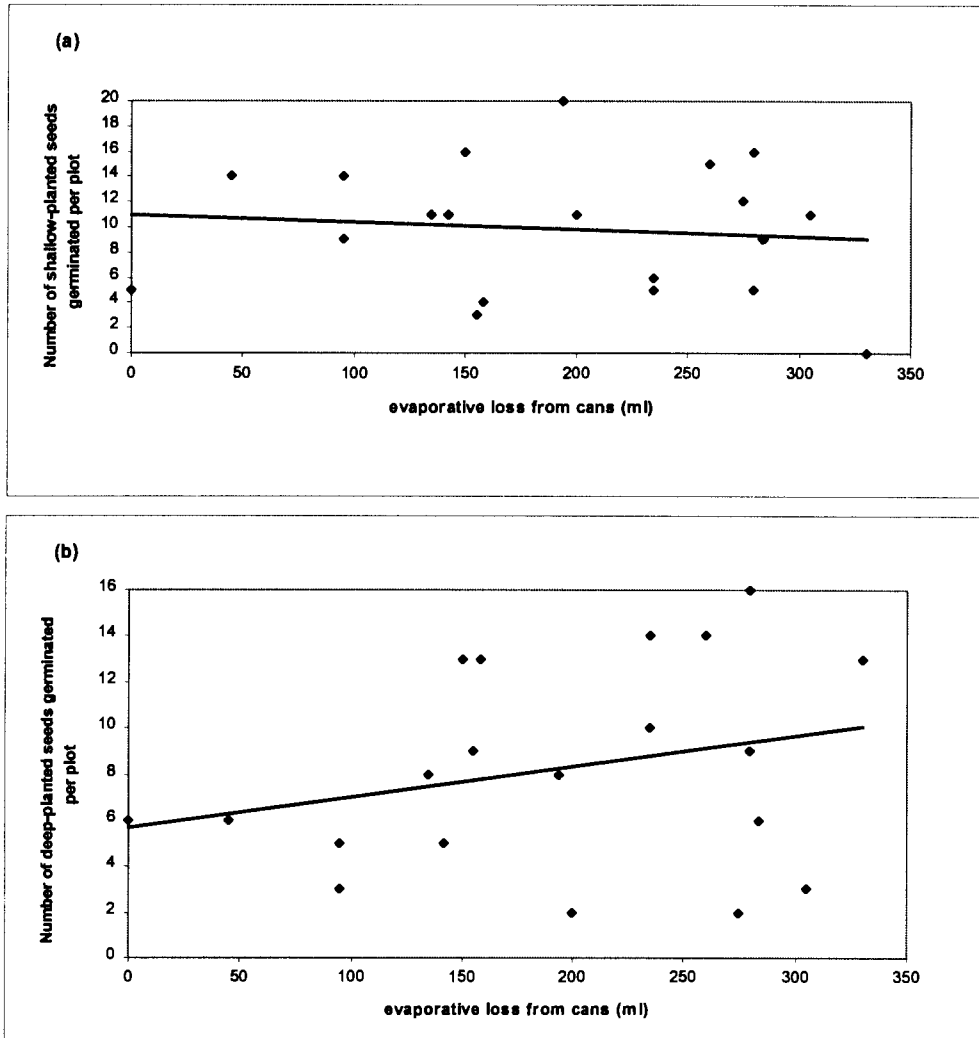 (a)
Number of shallow-planted seeds
germinated per plot
20
18
16
14
12
10
8
6
4
2
0
0 50 100 150 200 250 300 350
evaporative loss from cans (ml)
(b)
Number of deep-planted seeds germinated
per plot
16
14
12
10
8
6
4
2
0
0 50 100 150 200 250 300 350
evaporative loss from cans (ml)